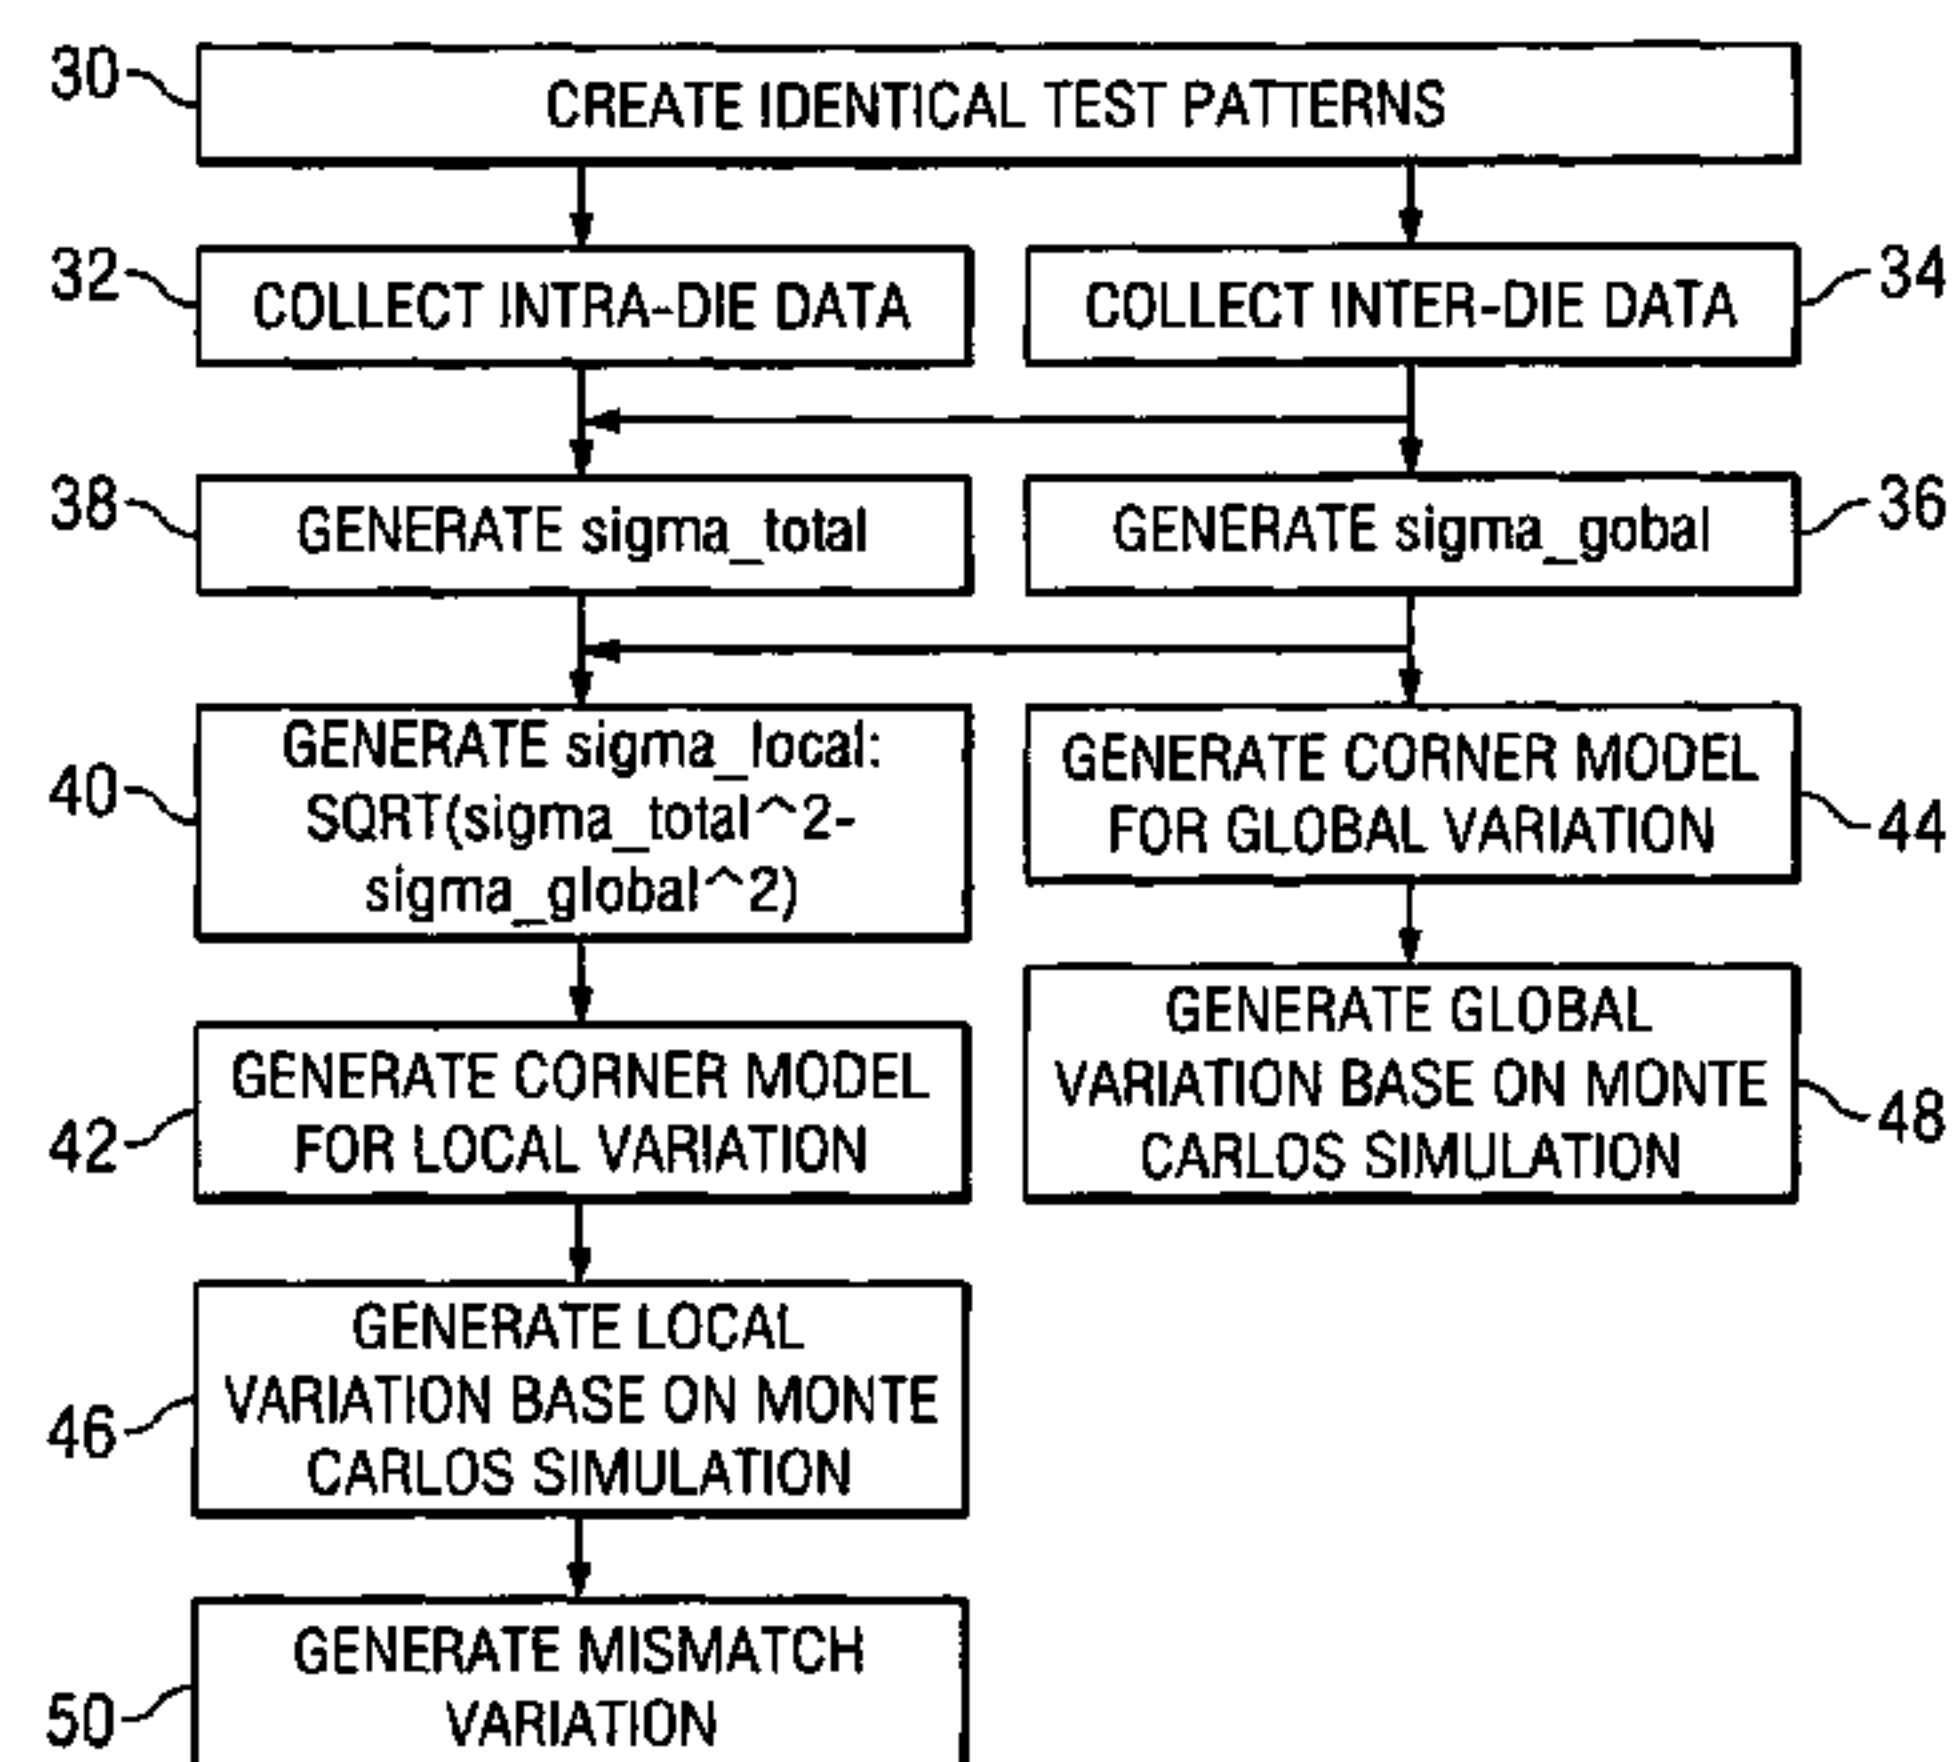 30
CREATE IDENTICAL TEST PATTERNS
32
COLLECT INTRA-DIE DATA
COLLECT INTER-DIE DATA
34
38
GENERATE sigma_total
GENERATE sigma_gobal
36
40
GENERATE sigma_local:
SQRT(sigma_total^2-
sigma_global^2)
GENERATE CORNER MODEL
FOR GLOBAL VARIATION
44
42
GENERATE CORNER MODEL
FOR LOCAL VARIATION
GENERATE GLOBAL
VARIATION BASE ON MONTE
CARLOS SIMULATION
48
46
GENERATE LOCAL
VARIATION BASE ON MONTE
CARLOS SIMULATION
50
GENERATE MISMATCH
VARIATION